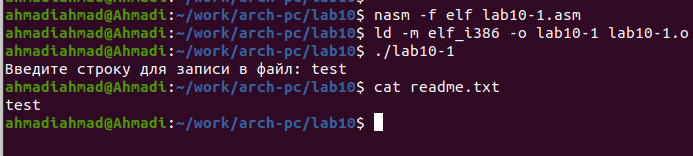 ahmadiahmad@Ahmadi:~/work/arch-pc/lab10$ nasm -f elf lab10-1.asm
ahmadiahmad@Ahmadi:~/work/arch-pc/lab10$ ld -m elf_i386 -o lab10-1 lab10-1.o
ahmadiahmad@Ahmadi:~/work/arch-pc/lab10$ ./lab10-1
Введите строку для записи в файл: test
ahmadiahmad@Ahmadi:~/work/arch-pc/lab10$ cat readme.txt
test
ahmadiahmad@Ahmadi:~/work/arch-pc/lab10$